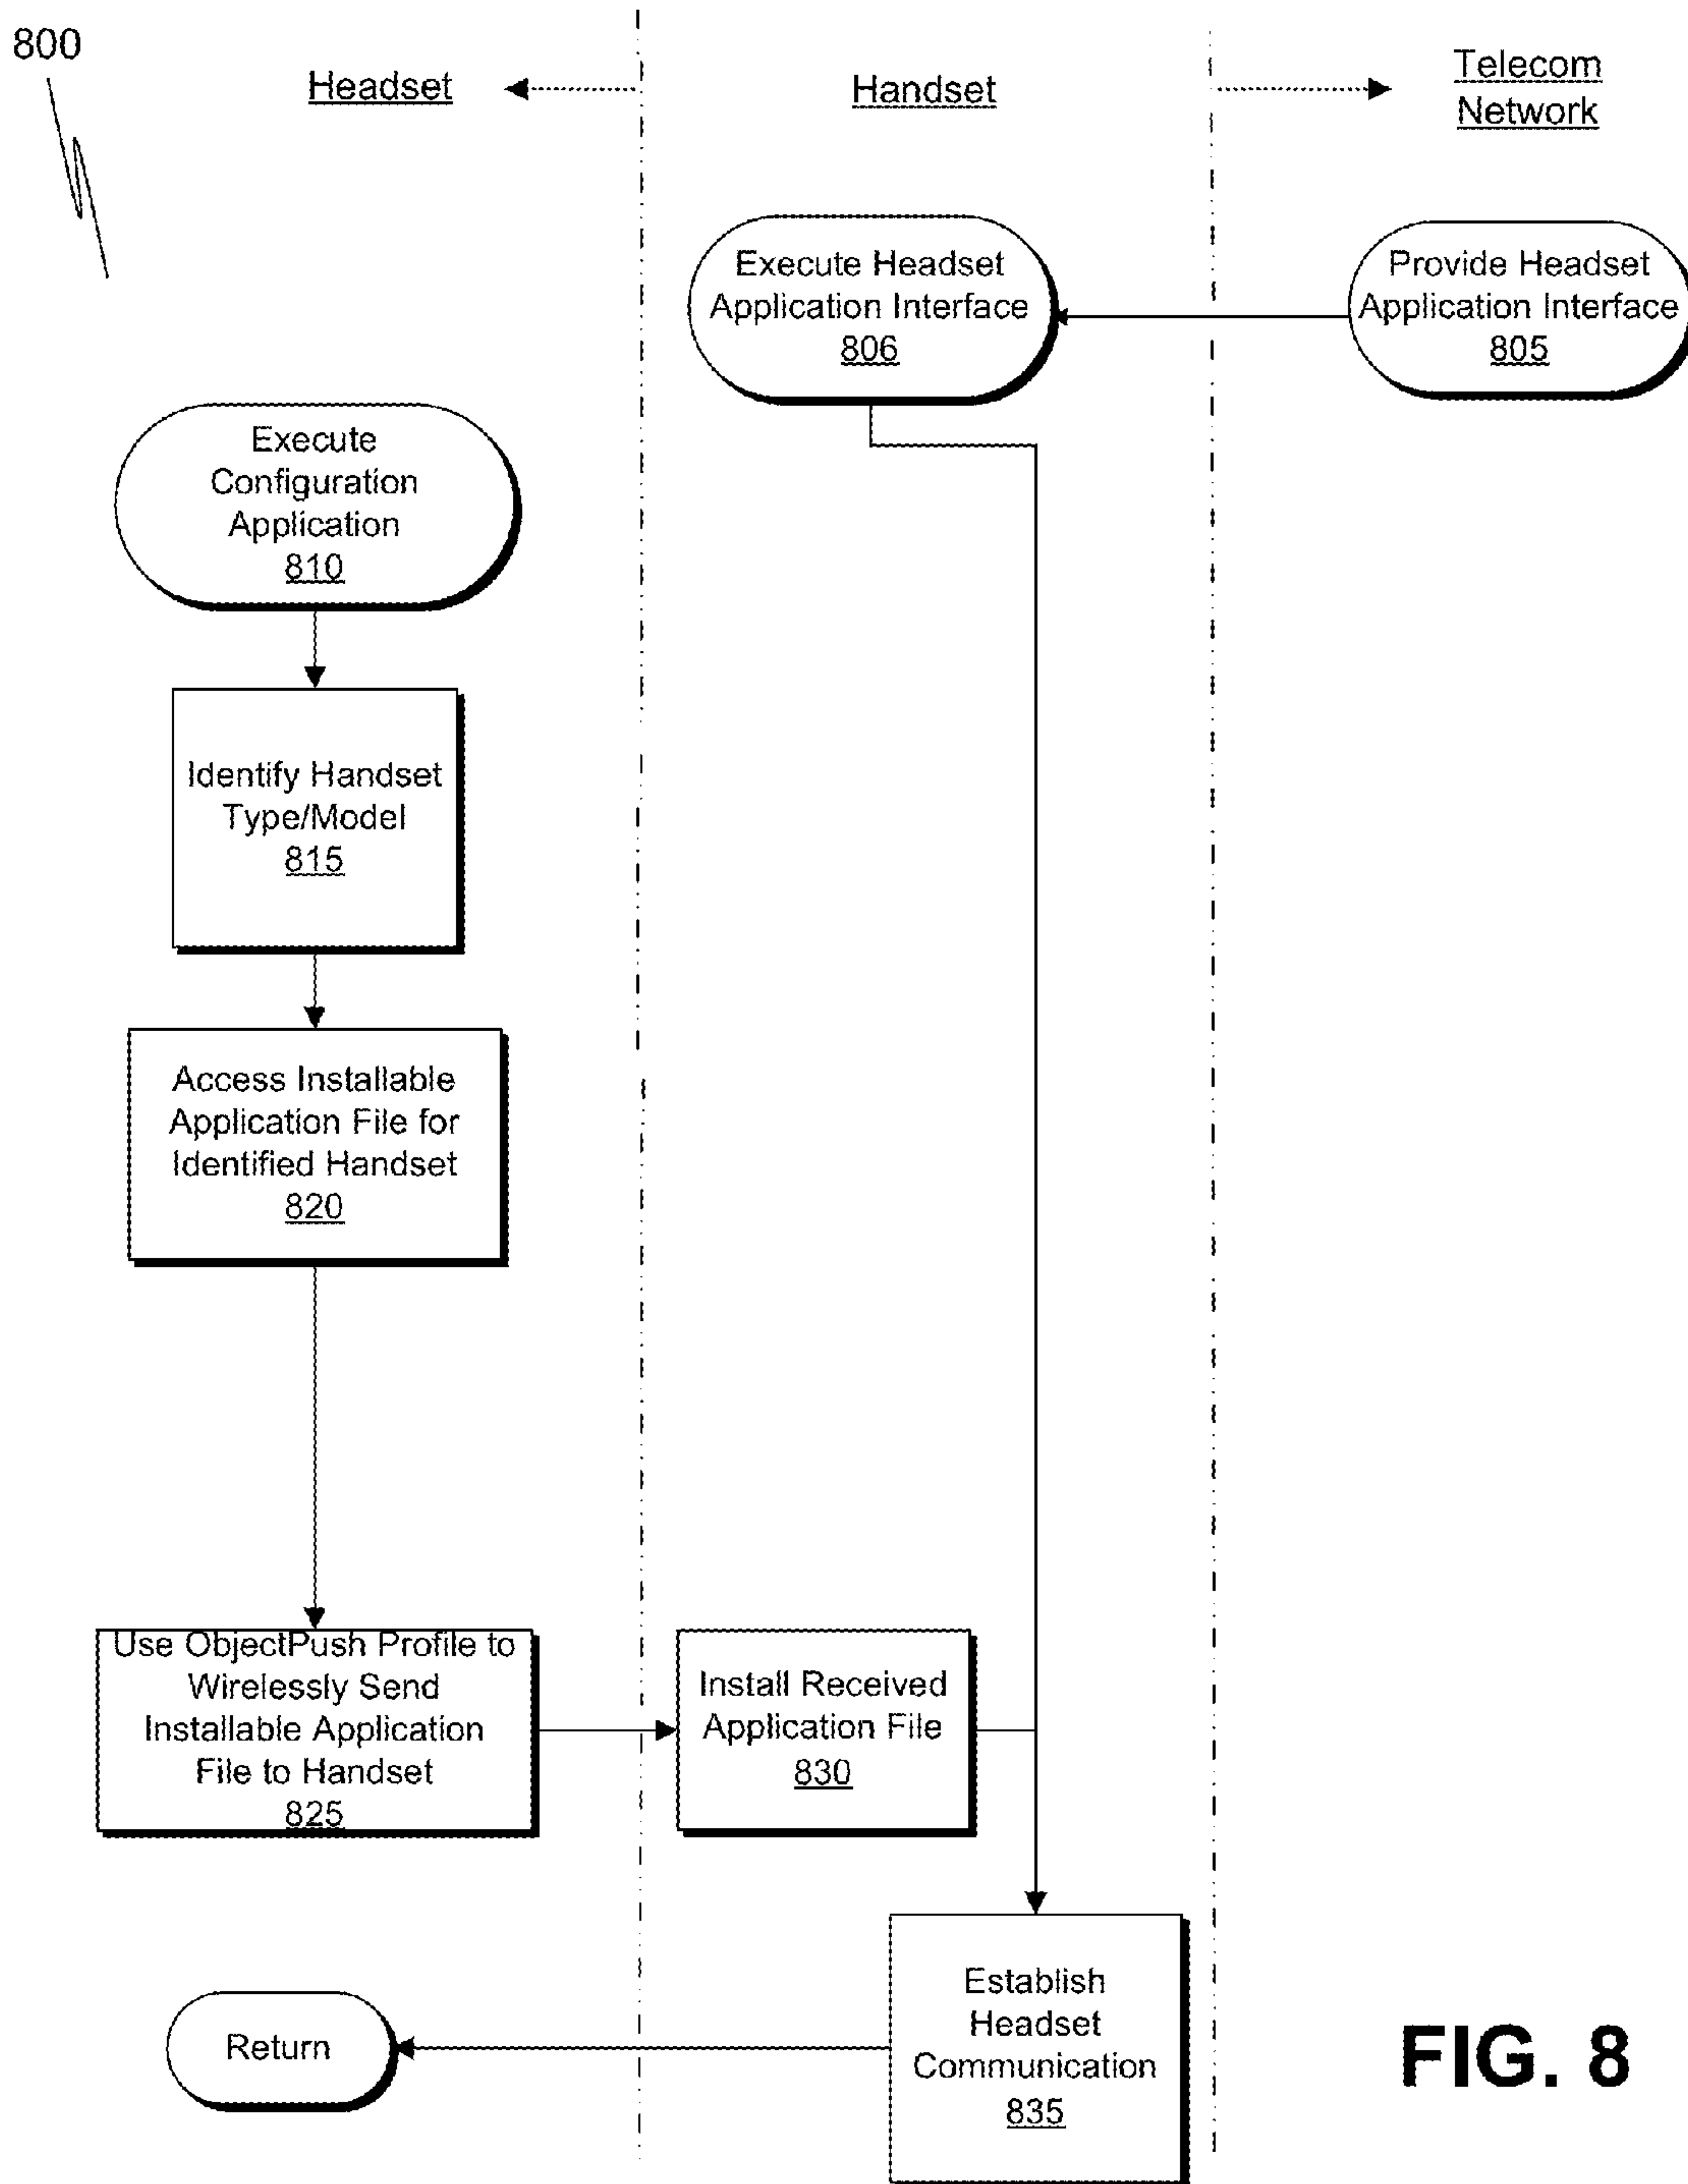 800
Headset
Handset
Telecom
Network
Execute Headset
Application Interface
806
Provide Headset
Application Interface
805
Execute
Configuration
Application
810
Identify Handset
Type/Model
815
Access Installable
Application File for
Identified Handset
820
Use ObjectPush Profile to
Wirelessly Send
Installable Application
File to Handset
825
Install Received
Application File
830
Establish
Headset
Communication
835
Return
FIG. 8